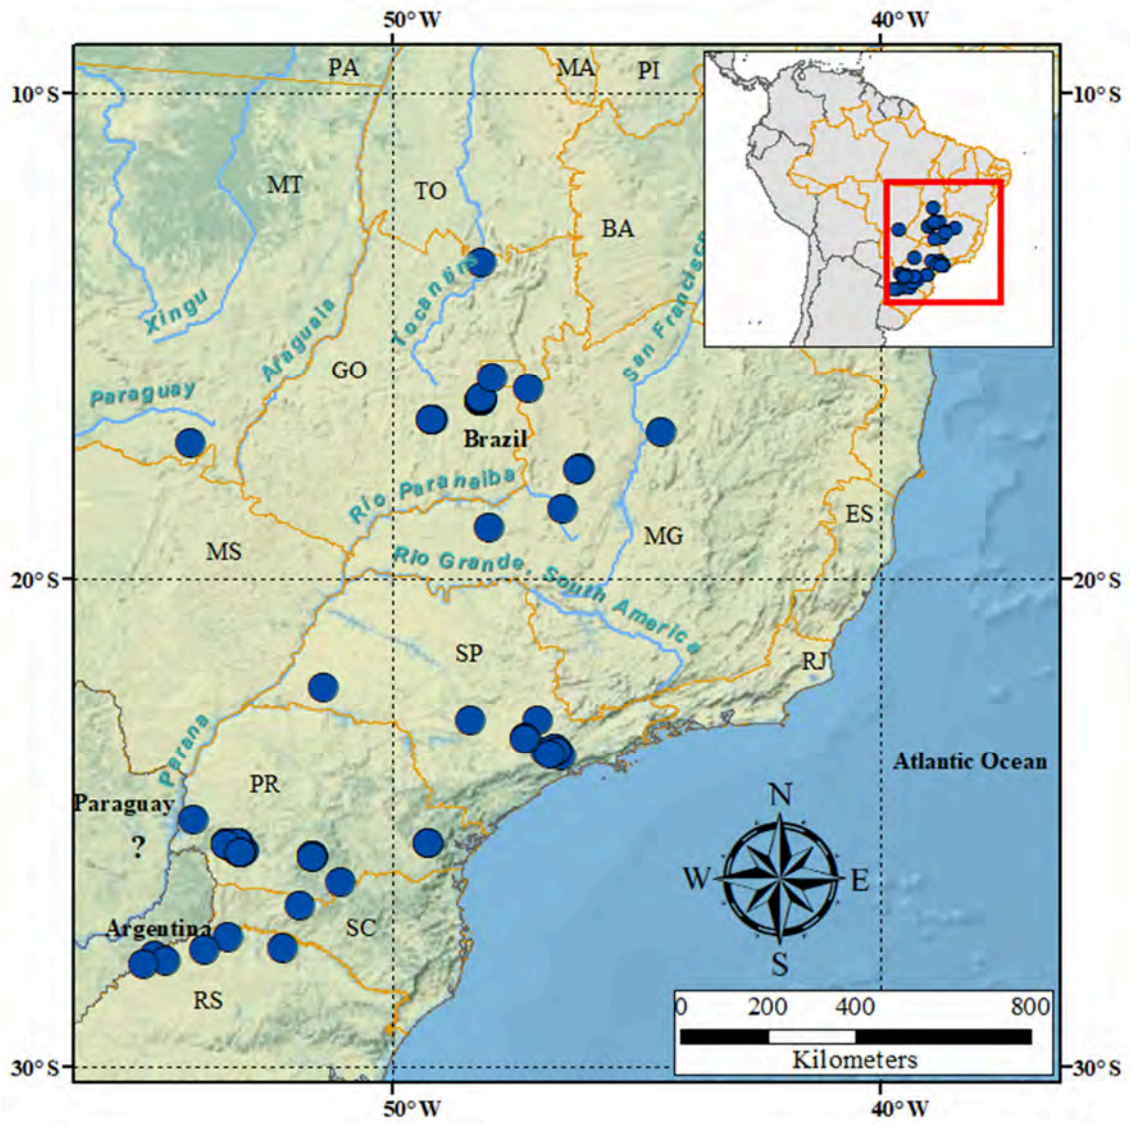 50°W 40°W
10°S 10°S
PA MA PI
MT TO BA
Tocantins
San Francisco
Xingu Araguaia
Paraguay GO
Brazil
Rio Paranaiba
MS MG ES
Rio Grande, South America
20°S 20°S
SP RJ
Parana
PR Atlantic Ocean
Paraguay
?
N
W E
S
Argentina SC
RS
0 200 400 800
Kilometers
30°S 30°S
50°W 40°W